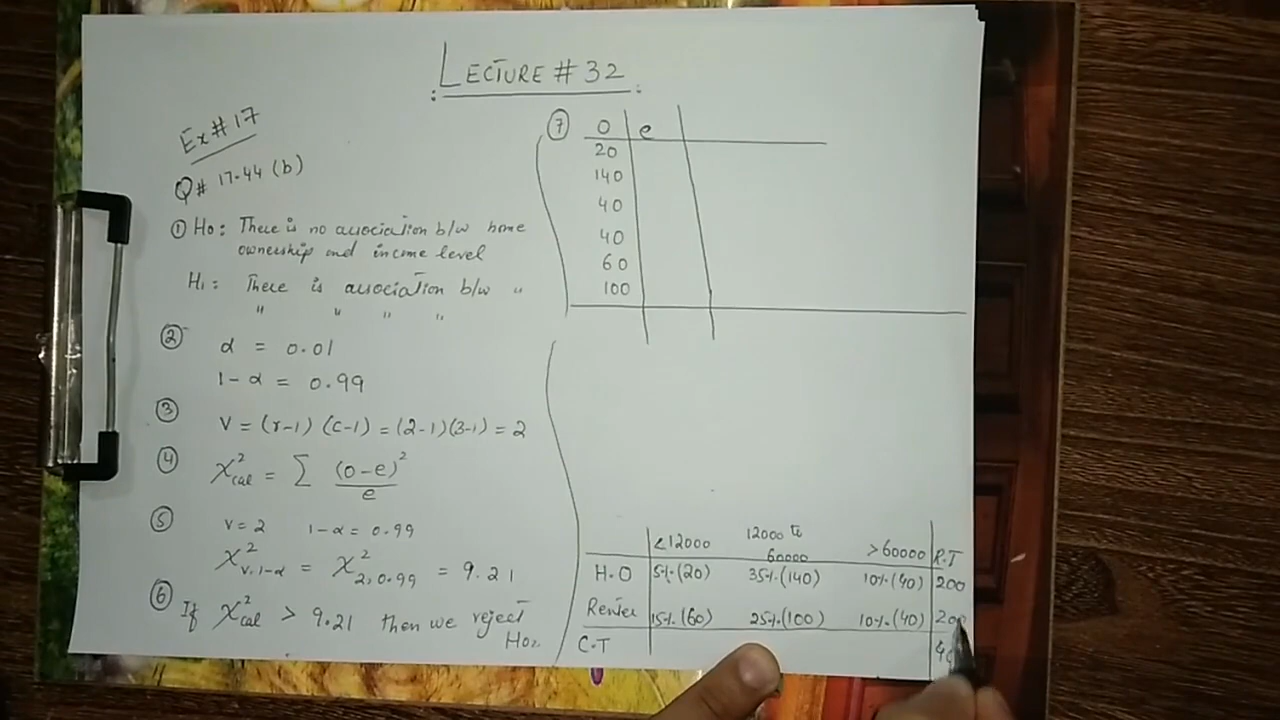 LECTURE # 32
Ex # 17
Q# 17-44 (b)
① Ho: There is no association b/w home
ownership and income level
H1: There is association b/w "
" " " "
② α = 0.01
1-α = 0.99
③ V = (r-1) (c-1) = (2-1)(3-1) = 2
④ χ²cal = Σ (o-e)²/e
⑤ v=2 1-α = 0.99
χ²v,1-α = χ²2,0.99 = 9.21
⑥ If χ²cal > 9.21 then we reject
Ho.
⑦ O e
20
140
40
40
60
100
<12000 12000 to 60000 >60000 R.T
H.O 5%(20) 35%(140) 10%(40) 200
Renter 15%(60) 25%(100) 10%(40) 200
C.T